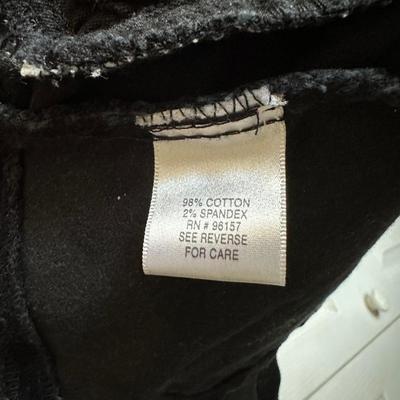 98% COTTON
2% SPANDEX
RN # 96157
SEE REVERSE
FOR CARE